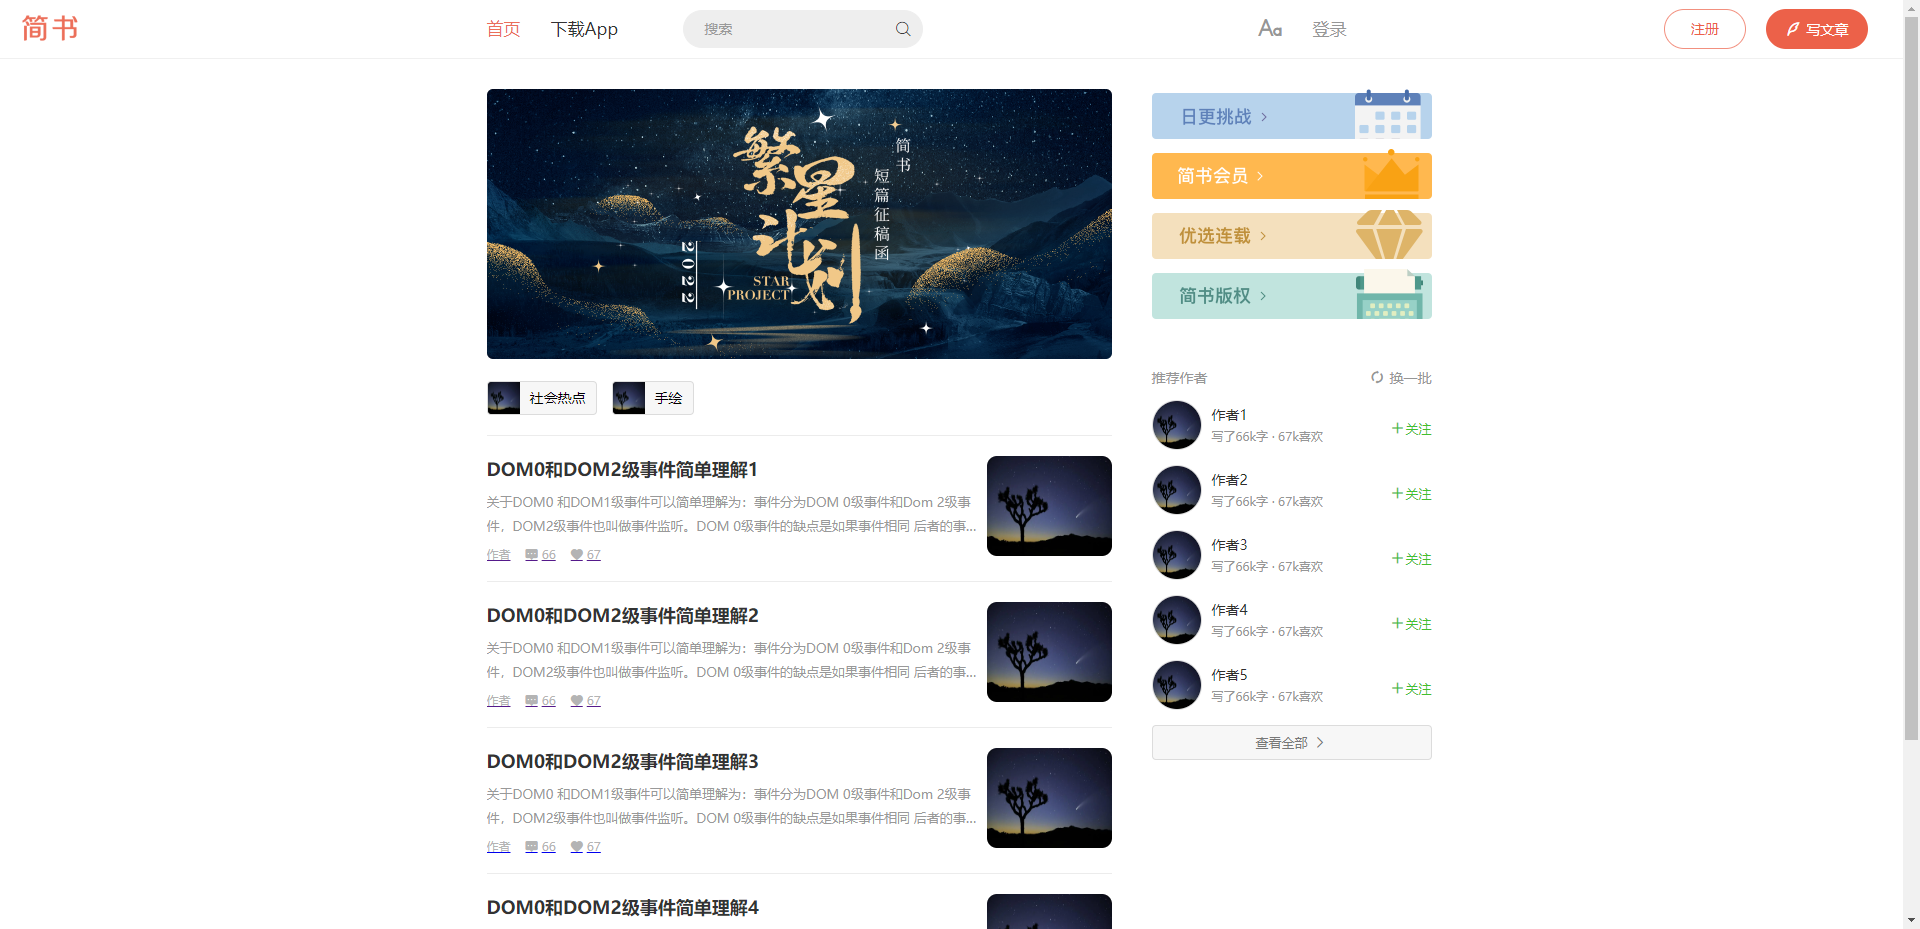 简书
首页
下载App
搜索
Aa
登录
注册
写文章
繁星计划
简书
短篇征稿函
2022
STAR
PROJECT
社会热点
手绘
DOM0和DOM2级事件简单理解1
关于DOM0 和DOM1级事件可以简单理解为：事件分为DOM 0级事件和Dom 2级事
件，DOM2级事件也叫做事件监听。DOM 0级事件的缺点是如果事件相同 后者的事...
作者 66 67
DOM0和DOM2级事件简单理解2
关于DOM0 和DOM1级事件可以简单理解为：事件分为DOM 0级事件和Dom 2级事
件，DOM2级事件也叫做事件监听。DOM 0级事件的缺点是如果事件相同 后者的事...
作者 66 67
DOM0和DOM2级事件简单理解3
关于DOM0 和DOM1级事件可以简单理解为：事件分为DOM 0级事件和Dom 2级事
件，DOM2级事件也叫做事件监听。DOM 0级事件的缺点是如果事件相同 后者的事...
作者 66 67
DOM0和DOM2级事件简单理解4
日更挑战
简书会员
优选连载
简书版权
推荐作者
换一批
作者1
写了66k字 · 67k喜欢
+关注
作者2
写了66k字 · 67k喜欢
+关注
作者3
写了66k字 · 67k喜欢
+关注
作者4
写了66k字 · 67k喜欢
+关注
作者5
写了66k字 · 67k喜欢
+关注
查看全部